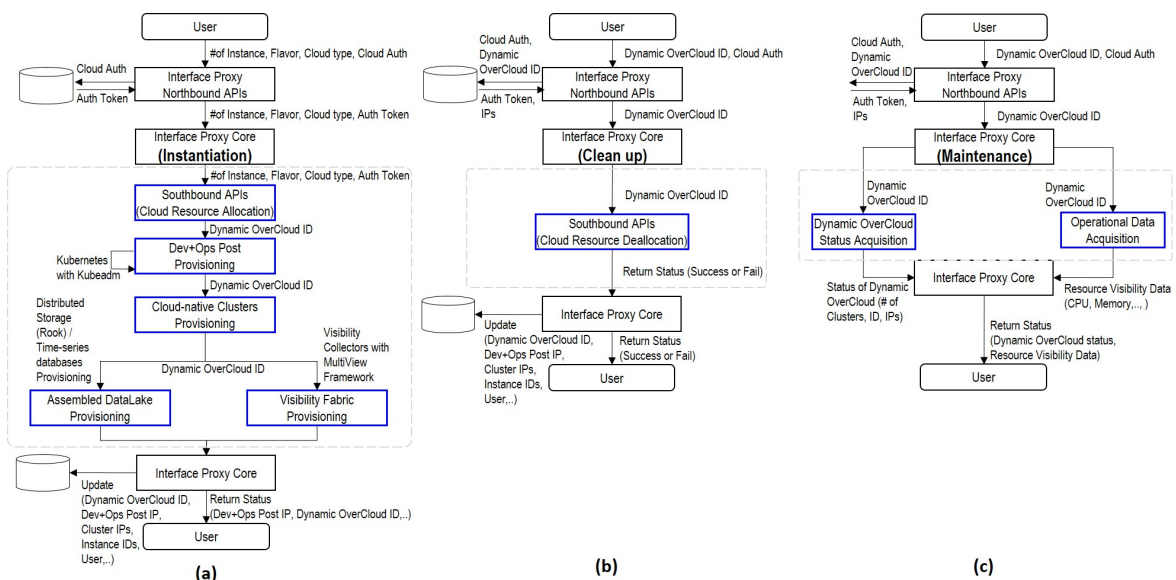 User
#of Instance, Flavor, Cloud type, Cloud Auth
Cloud Auth
Interface Proxy
Northbound APIs
Auth Token
#of Instance, Flavor, Cloud type, Auth Token
Interface Proxy Core
(Instantiation)
#of Instance, Flavor, Cloud type, Auth Token
Southbound APIs
(Cloud Resource Allocation)
Dynamic OverCloud ID
Kubernetes
with Kubeadm
Dev+Ops Post
Provisioning
Dynamic OverCloud ID
Cloud-native Clusters
Provisioning
Distributed
Storage
(Rook) /
Time-series
databases
Provisioning
Visibility
Collectors with
MultiView
Framework
Dynamic OverCloud ID
Assembled DataLake
Provisioning
Visibility Fabric
Provisioning
Interface Proxy Core
Update
(Dynamic OverCloud ID,
Dev+Ops Post IP,
Cluster IPs,
Instance IDs,
User,..)
Return Status
(Dev+Ops Post IP, Dynamic OverCloud ID,..)
User
(a)
User
Cloud Auth,
Dynamic
OverCloud ID
Dynamic OverCloud ID, Cloud Auth
Interface Proxy
Northbound APIs
Auth Token,
IPs
Dynamic OverCloud ID
Interface Proxy Core
(Clean up)
Dynamic OverCloud ID
Southbound APIs
(Cloud Resource Deallocation)
Return Status (Success or Fail)
Interface Proxy Core
Update
(Dynamic OverCloud ID,
Dev+Ops Post IP,
Cluster IPs,
Instance IDs,
User,..)
Return Status
(Success or Fail)
User
(b)
User
Cloud Auth,
Dynamic
OverCloud ID
Dynamic OverCloud ID, Cloud Auth
Interface Proxy
Northbound APIs
Auth Token,
IPs
Dynamic OverCloud ID
Interface Proxy Core
(Maintenance)
Dynamic
OverCloud ID
Dynamic
OverCloud ID
Dynamic OverCloud
Status Acquisition
Operational Data
Acquisition
Interface Proxy Core
Status of Dynamic
OverCloud (# of
Clusters, ID, IPs)
Resource Visibility Data
(CPU, Memory,.., )
Return Status
(Dynamic OverCloud status,
Resource Visibility Data)
User
(c)